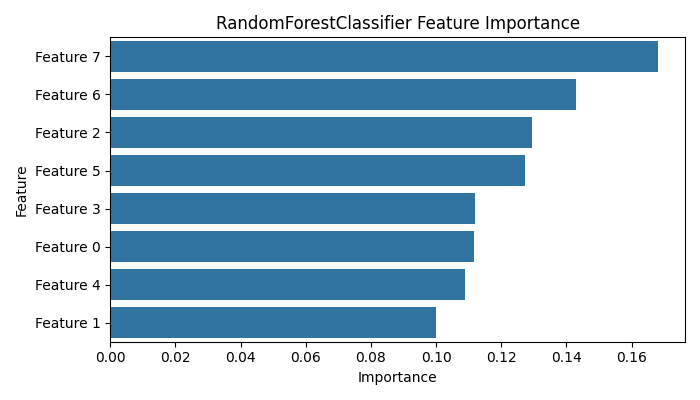 RandomForestClassifier Feature Importance
Feature
Feature 7
Feature 6
Feature 2
Feature 5
Feature 3
Feature 0
Feature 4
Feature 1
0.00 0.02 0.04 0.06 0.08 0.10 0.12 0.14 0.16
Importance